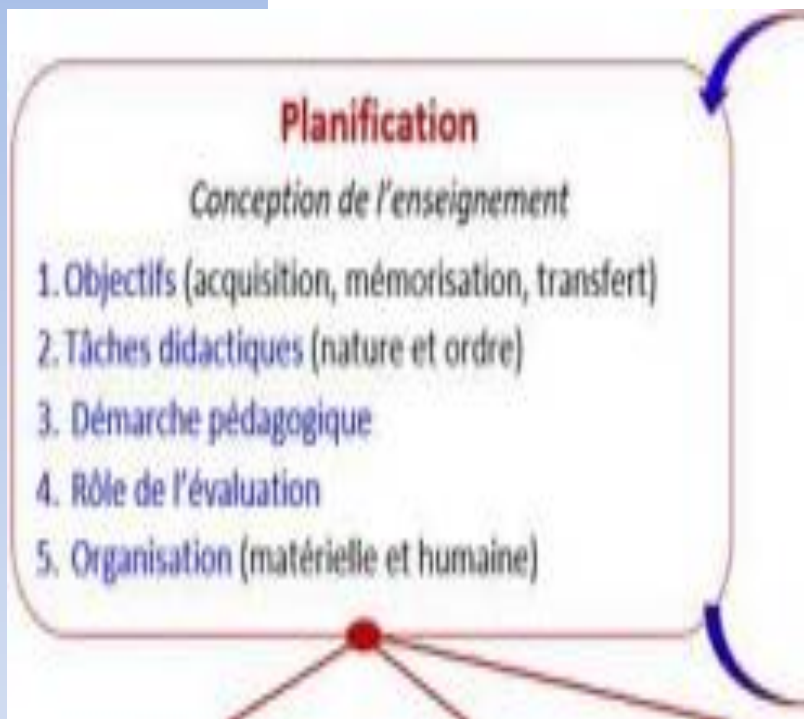 Planification
Conception de l'enseignement
1. Objectifs (acquisition, mémorisation, transfert)
2. Tâches didactiques (nature et ordre)
3. Démarche pédagogique
4. Rôle de l'évaluation
5. Organisation (matérielle et humaine)